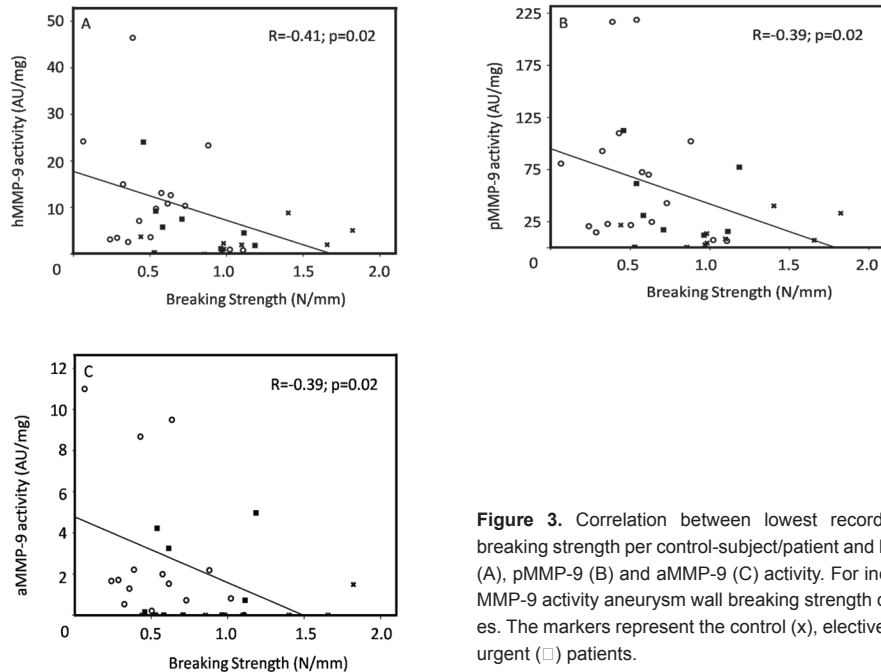 A
R=-0.41; p=0.02
hMMP-9 activity (AU/mg)
50
40
30
20
10
0
0.5
1.0
1.5
2.0
Breaking Strength (N/mm)
B
R=-0.39; p=0.02
pMMP-9 activity (AU/mg)
225
175
125
75
25
0
0.5
1.0
1.5
2.0
Breaking Strength (N/mm)
C
R=-0.39; p=0.02
aMMP-9 activity (AU/mg)
12
10
8
6
4
2
0
0.5
1.0
1.5
2.0
Breaking Strength (N/mm)
Figure 3. Correlation between lowest record
breaking strength per control-subject/patient and
(A), pMMP-9 (B) and aMMP-9 (C) activity. For
MMP-9 activity aneurysm wall breaking strength
es. The markers represent the control (x), elective
urgent (□) patients.